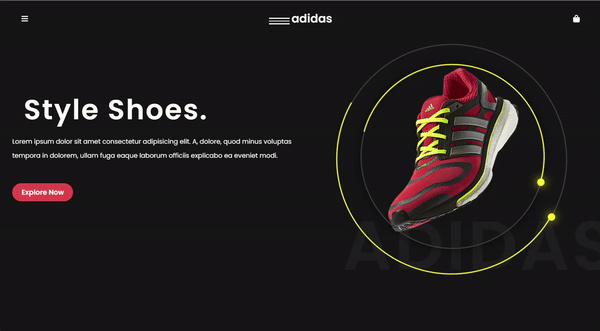 adidas
Style Shoes.
Lorem ipsum dolor sit amet consectetur adipisicing elit. A, dolore, quod minus voluptas
tempora in dolorem, ullam fuga eaque laborum officiis explicabo ea eveniet modi.
Explore Now
ADIDAS